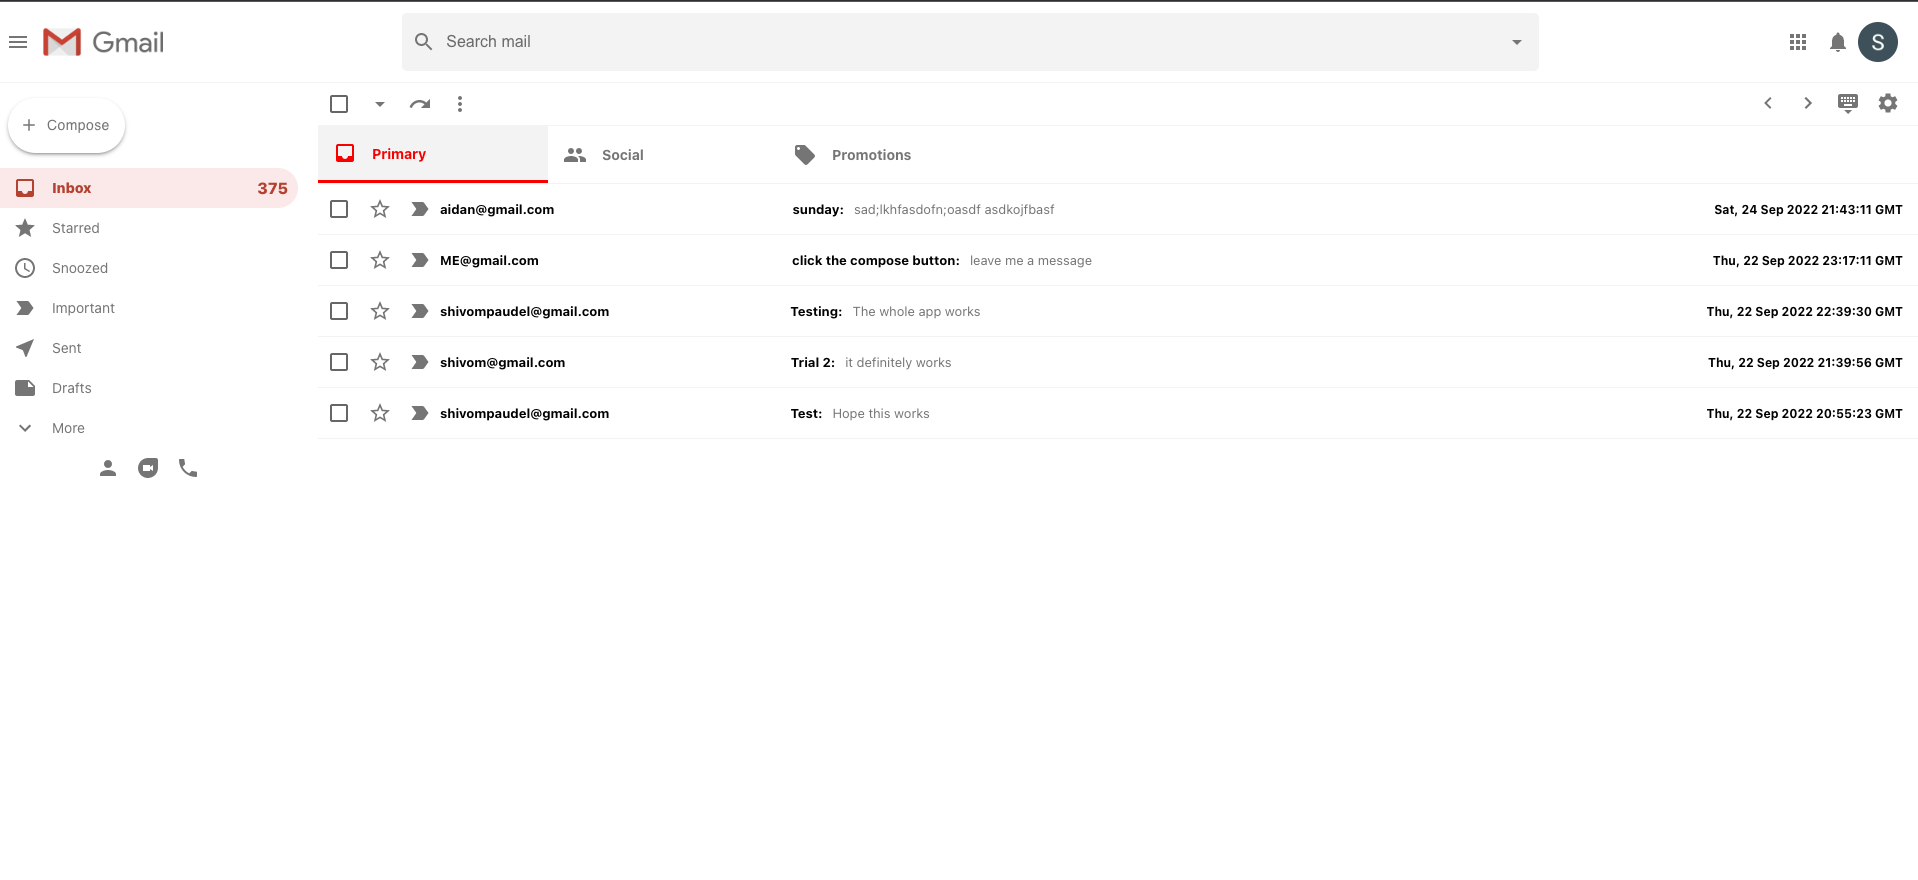 Gmail
Search mail
S
Compose
Inbox 375
Starred
Snoozed
Important
Sent
Drafts
More
Primary Social Promotions
aidan@gmail.com sunday: sad;lkhfasdofn;oasdf asdkojfbasf Sat, 24 Sep 2022 21:43:11 GMT
ME@gmail.com click the compose button: leave me a message Thu, 22 Sep 2022 23:17:11 GMT
shivompaudel@gmail.com Testing: The whole app works Thu, 22 Sep 2022 22:39:30 GMT
shivom@gmail.com Trial 2: it definitely works Thu, 22 Sep 2022 21:39:56 GMT
shivompaudel@gmail.com Test: Hope this works Thu, 22 Sep 2022 20:55:23 GMT